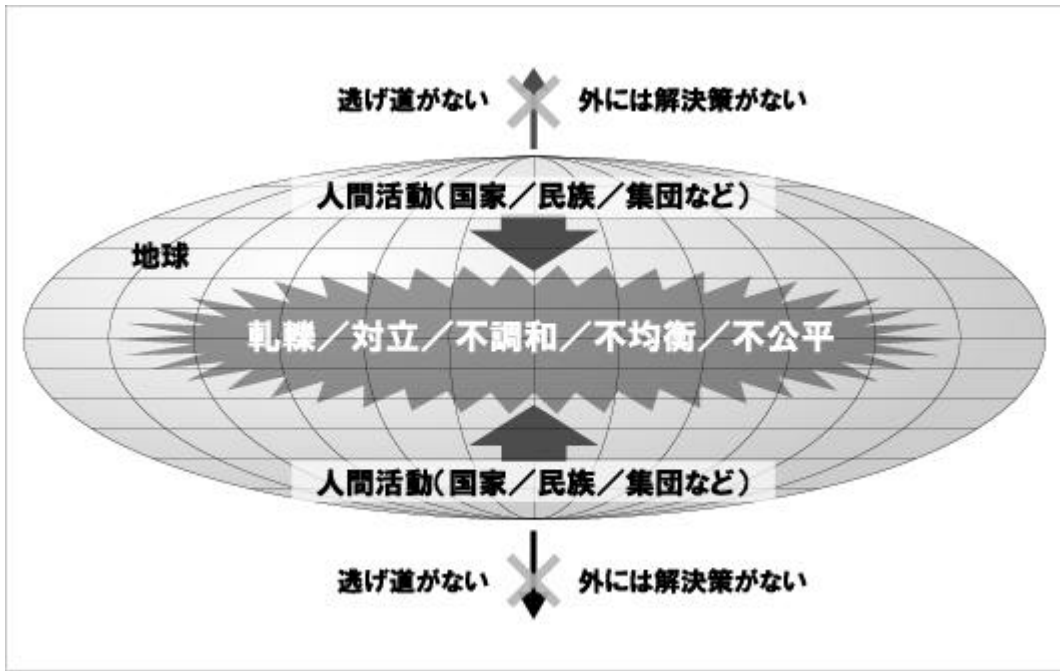 逃げ道がない 外には解決策がない
人間活動（国家／民族／集団など）
地球
軋轢／対立／不調和／不均衡／不公平
人間活動（国家／民族／集団など）
逃げ道がない 外には解決策がない